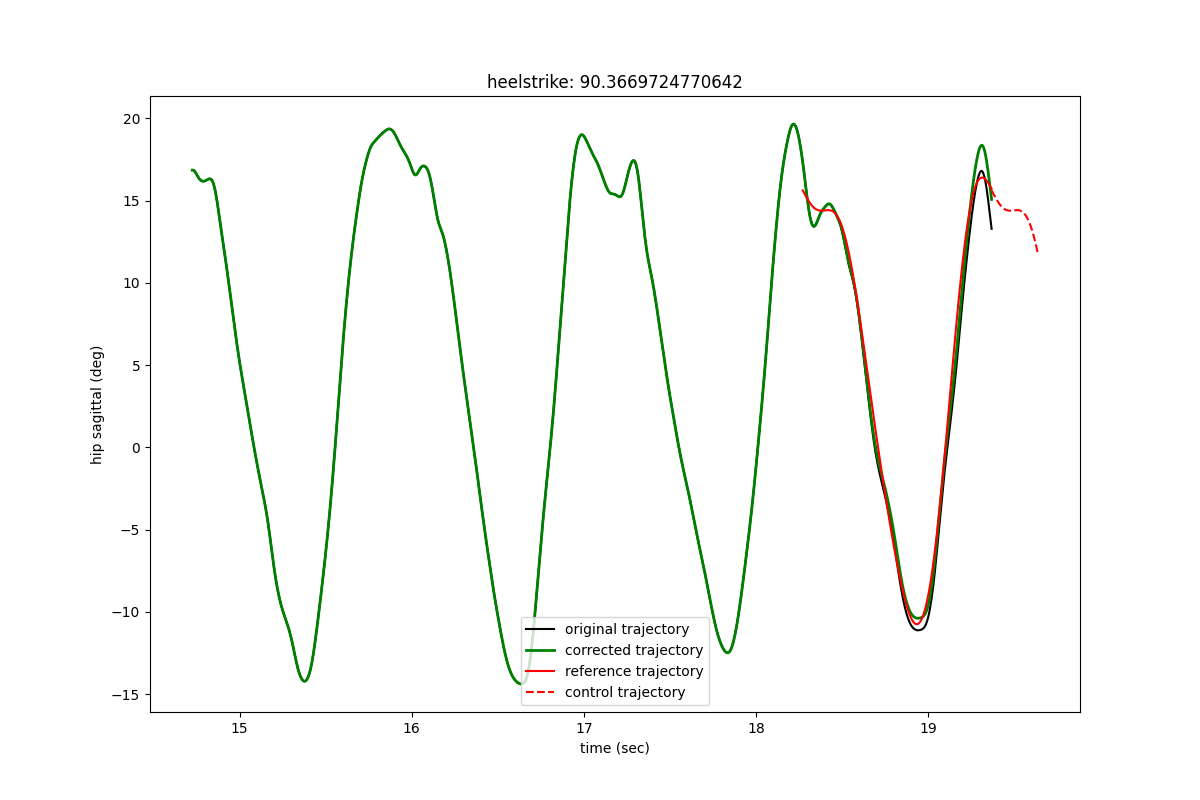 heelstrike: 90.3669724770642
20
15
10
5
0
−5
−10
−15
hip sagittal (deg)
original trajectory
corrected trajectory
reference trajectory
control trajectory
15
16
17
18
19
time (sec)